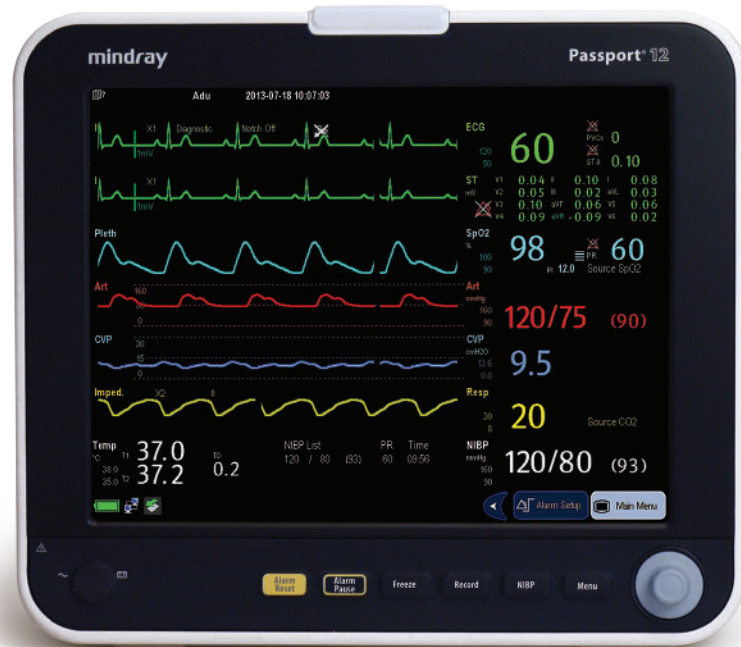 mindray
Passport® 12
Adu 2013-07-18 10:07:03
I X1 Diagnostic Notch Off
1mV
ECG
120
50
60
PVCs 0
ST-II 0.10
I X1
1mV
ST V1 0.04 II 0.10 I 0.08
mV V2 0.05 III 0.02 aVL 0.03
V3 0.10 aVF 0.06 V5 0.06
V4 0.09 aVR -0.09 V6 0.02
Pleth
SpO2
%
100
90
98
PI 12.0
PR 60
Source SpO2
Art
160
80
0
Art
mmHg
160
90
120/75 (90)
CVP
30
15
0
CVP
cmH2O
0.0
9.5
Imped. X2 II
Resp
30
8
20
Source CO2
Temp
°C
38.0
35.0
T1 37.0
T2 37.2
TD
0.2
NIBP List PR Time
120 / 80 (93) 60 09:56
NIBP
mmHg
160
90
120/80 (93)
Alarm Setup
Main Menu
Alarm
Reset
Alarm
Pause
Freeze
Record
NIBP
Menu